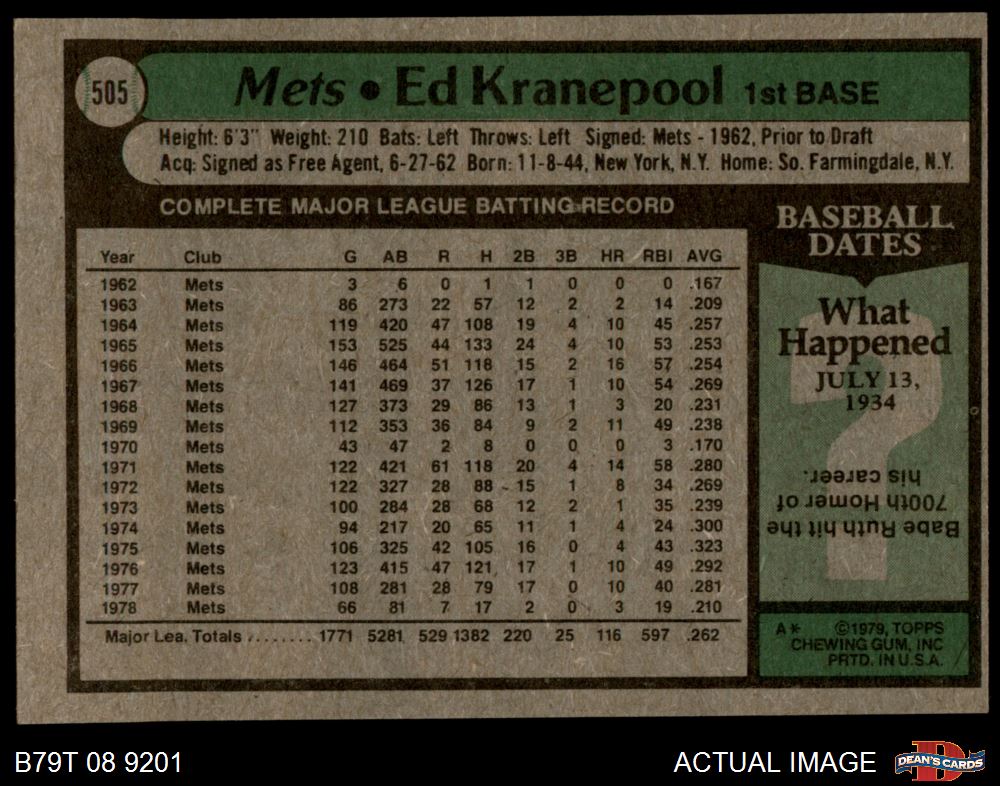 505
Mets • Ed Kranepool 1st BASE
Height: 6'3" Weight: 210 Bats: Left Throws: Left Signed: Mets - 1962, Prior to Draft
Acq: Signed as Free Agent, 6-27-62 Born: 11-8-44, New York, N.Y. Home: So. Farmingdale, N.Y.
COMPLETE MAJOR LEAGUE BATTING RECORD
Year Club G AB R H 2B 3B HR RBI AVG
1962 Mets 3 6 0 1 1 0 0 0 .167
1963 Mets 86 273 22 57 12 2 2 14 .209
1964 Mets 119 420 47 108 19 4 10 45 .257
1965 Mets 153 525 44 133 24 4 10 53 .253
1966 Mets 146 464 51 118 15 2 16 57 .254
1967 Mets 141 469 37 126 17 1 10 54 .269
1968 Mets 127 373 29 86 13 1 3 20 .231
1969 Mets 112 353 36 84 9 2 11 49 .238
1970 Mets 43 47 2 8 0 0 0 3 .170
1971 Mets 122 421 61 118 20 4 14 58 .280
1972 Mets 122 327 28 88 15 1 8 34 .269
1973 Mets 100 284 28 68 12 2 1 35 .239
1974 Mets 94 217 20 65 11 1 4 24 .300
1975 Mets 106 325 42 105 16 0 4 43 .323
1976 Mets 123 415 47 121 17 1 10 49 .292
1977 Mets 108 281 28 79 17 0 10 40 .281
1978 Mets 66 81 7 17 2 0 3 19 .210
Major Lea. Totals ........ 1771 5281 529 1382 220 25 116 597 .262
BASEBALL
DATES
What
Happened
JULY 13,
1934
Babe Ruth hit the
700th Homer of
his career.
A* ©1979, TOPPS
CHEWING GUM, INC
PRTD. IN U.S.A.
B79T 08 9201
ACTUAL IMAGE
DEAN'S CARDS